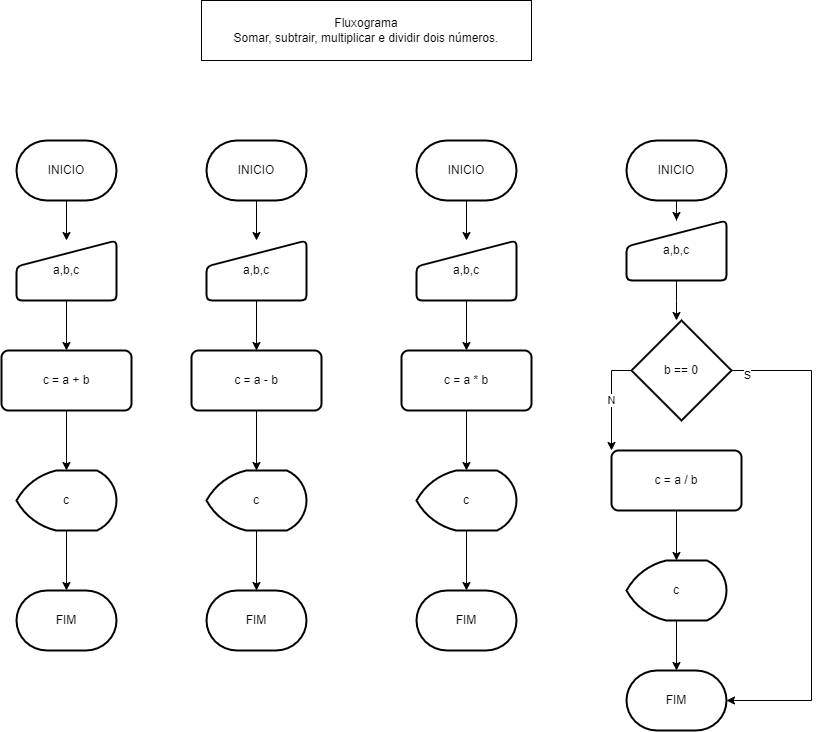 Fluxograma
Somar, subtrair, multiplicar e dividir dois números.
INICIO
a,b,c
c = a + b
c
FIM
INICIO
a,b,c
c = a - b
c
FIM
INICIO
a,b,c
c = a * b
c
FIM
INICIO
a,b,c
b == 0
S
N
c = a / b
c
FIM